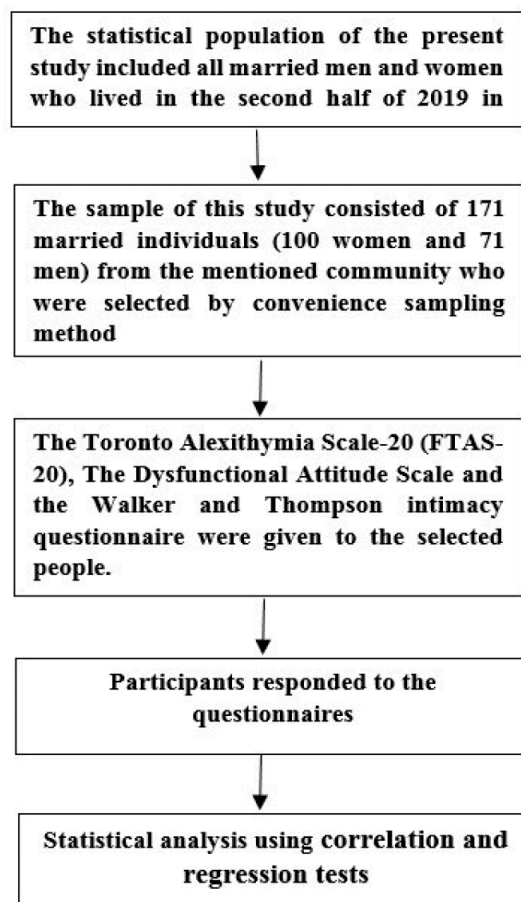 The statistical population of the present
study included all married men and women
who lived in the second half of 2019 in
The sample of this study consisted of 171
married individuals (100 women and 71
men) from the mentioned community who
were selected by convenience sampling
method
The Toronto Alexithymia Scale-20 (FTAS-
20), The Dysfunctional Attitude Scale and
the Walker and Thompson intimacy
questionnaire were given to the selected
people.
Participants responded to the
questionnaires
Statistical analysis using correlation and
regression tests